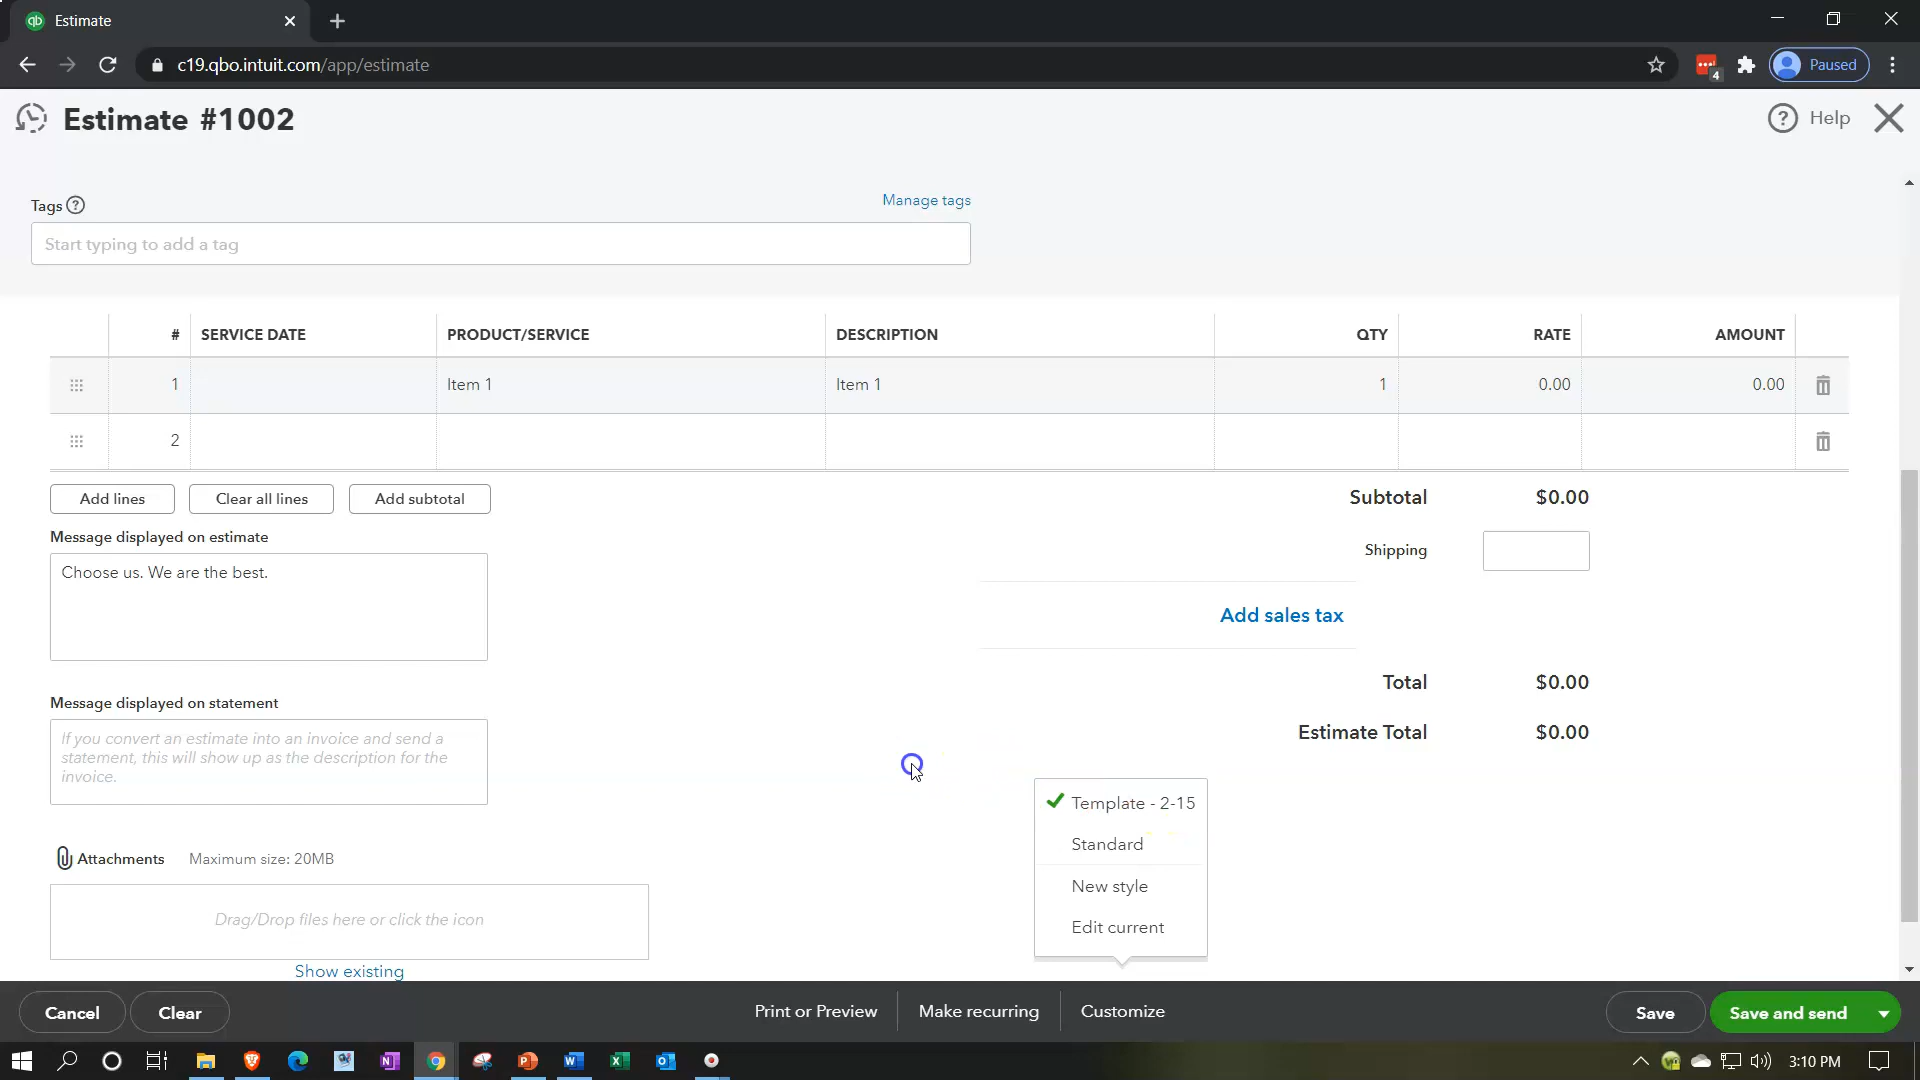 Estimate
c19.qbo.intuit.com/app/estimate
4
Paused
Estimate #1002
? Help
Tags ?
Manage tags
Start typing to add a tag
# SERVICE DATE PRODUCT/SERVICE DESCRIPTION QTY RATE AMOUNT
1 Item 1 Item 1 1 0.00 0.00
2
Add lines Clear all lines Add subtotal
Subtotal $0.00
Message displayed on estimate
Shipping
Choose us. We are the best.
Add sales tax
Total $0.00
Message displayed on statement
Estimate Total $0.00
If you convert an estimate into an invoice and send a
statement, this will show up as the description for the
invoice.
Template - 2-15
Standard
New style
Edit current
Attachments Maximum size: 20MB
Drag/Drop files here or click the icon
Show existing
Cancel Clear Print or Preview Make recurring Customize Save Save and send
3:10 PM